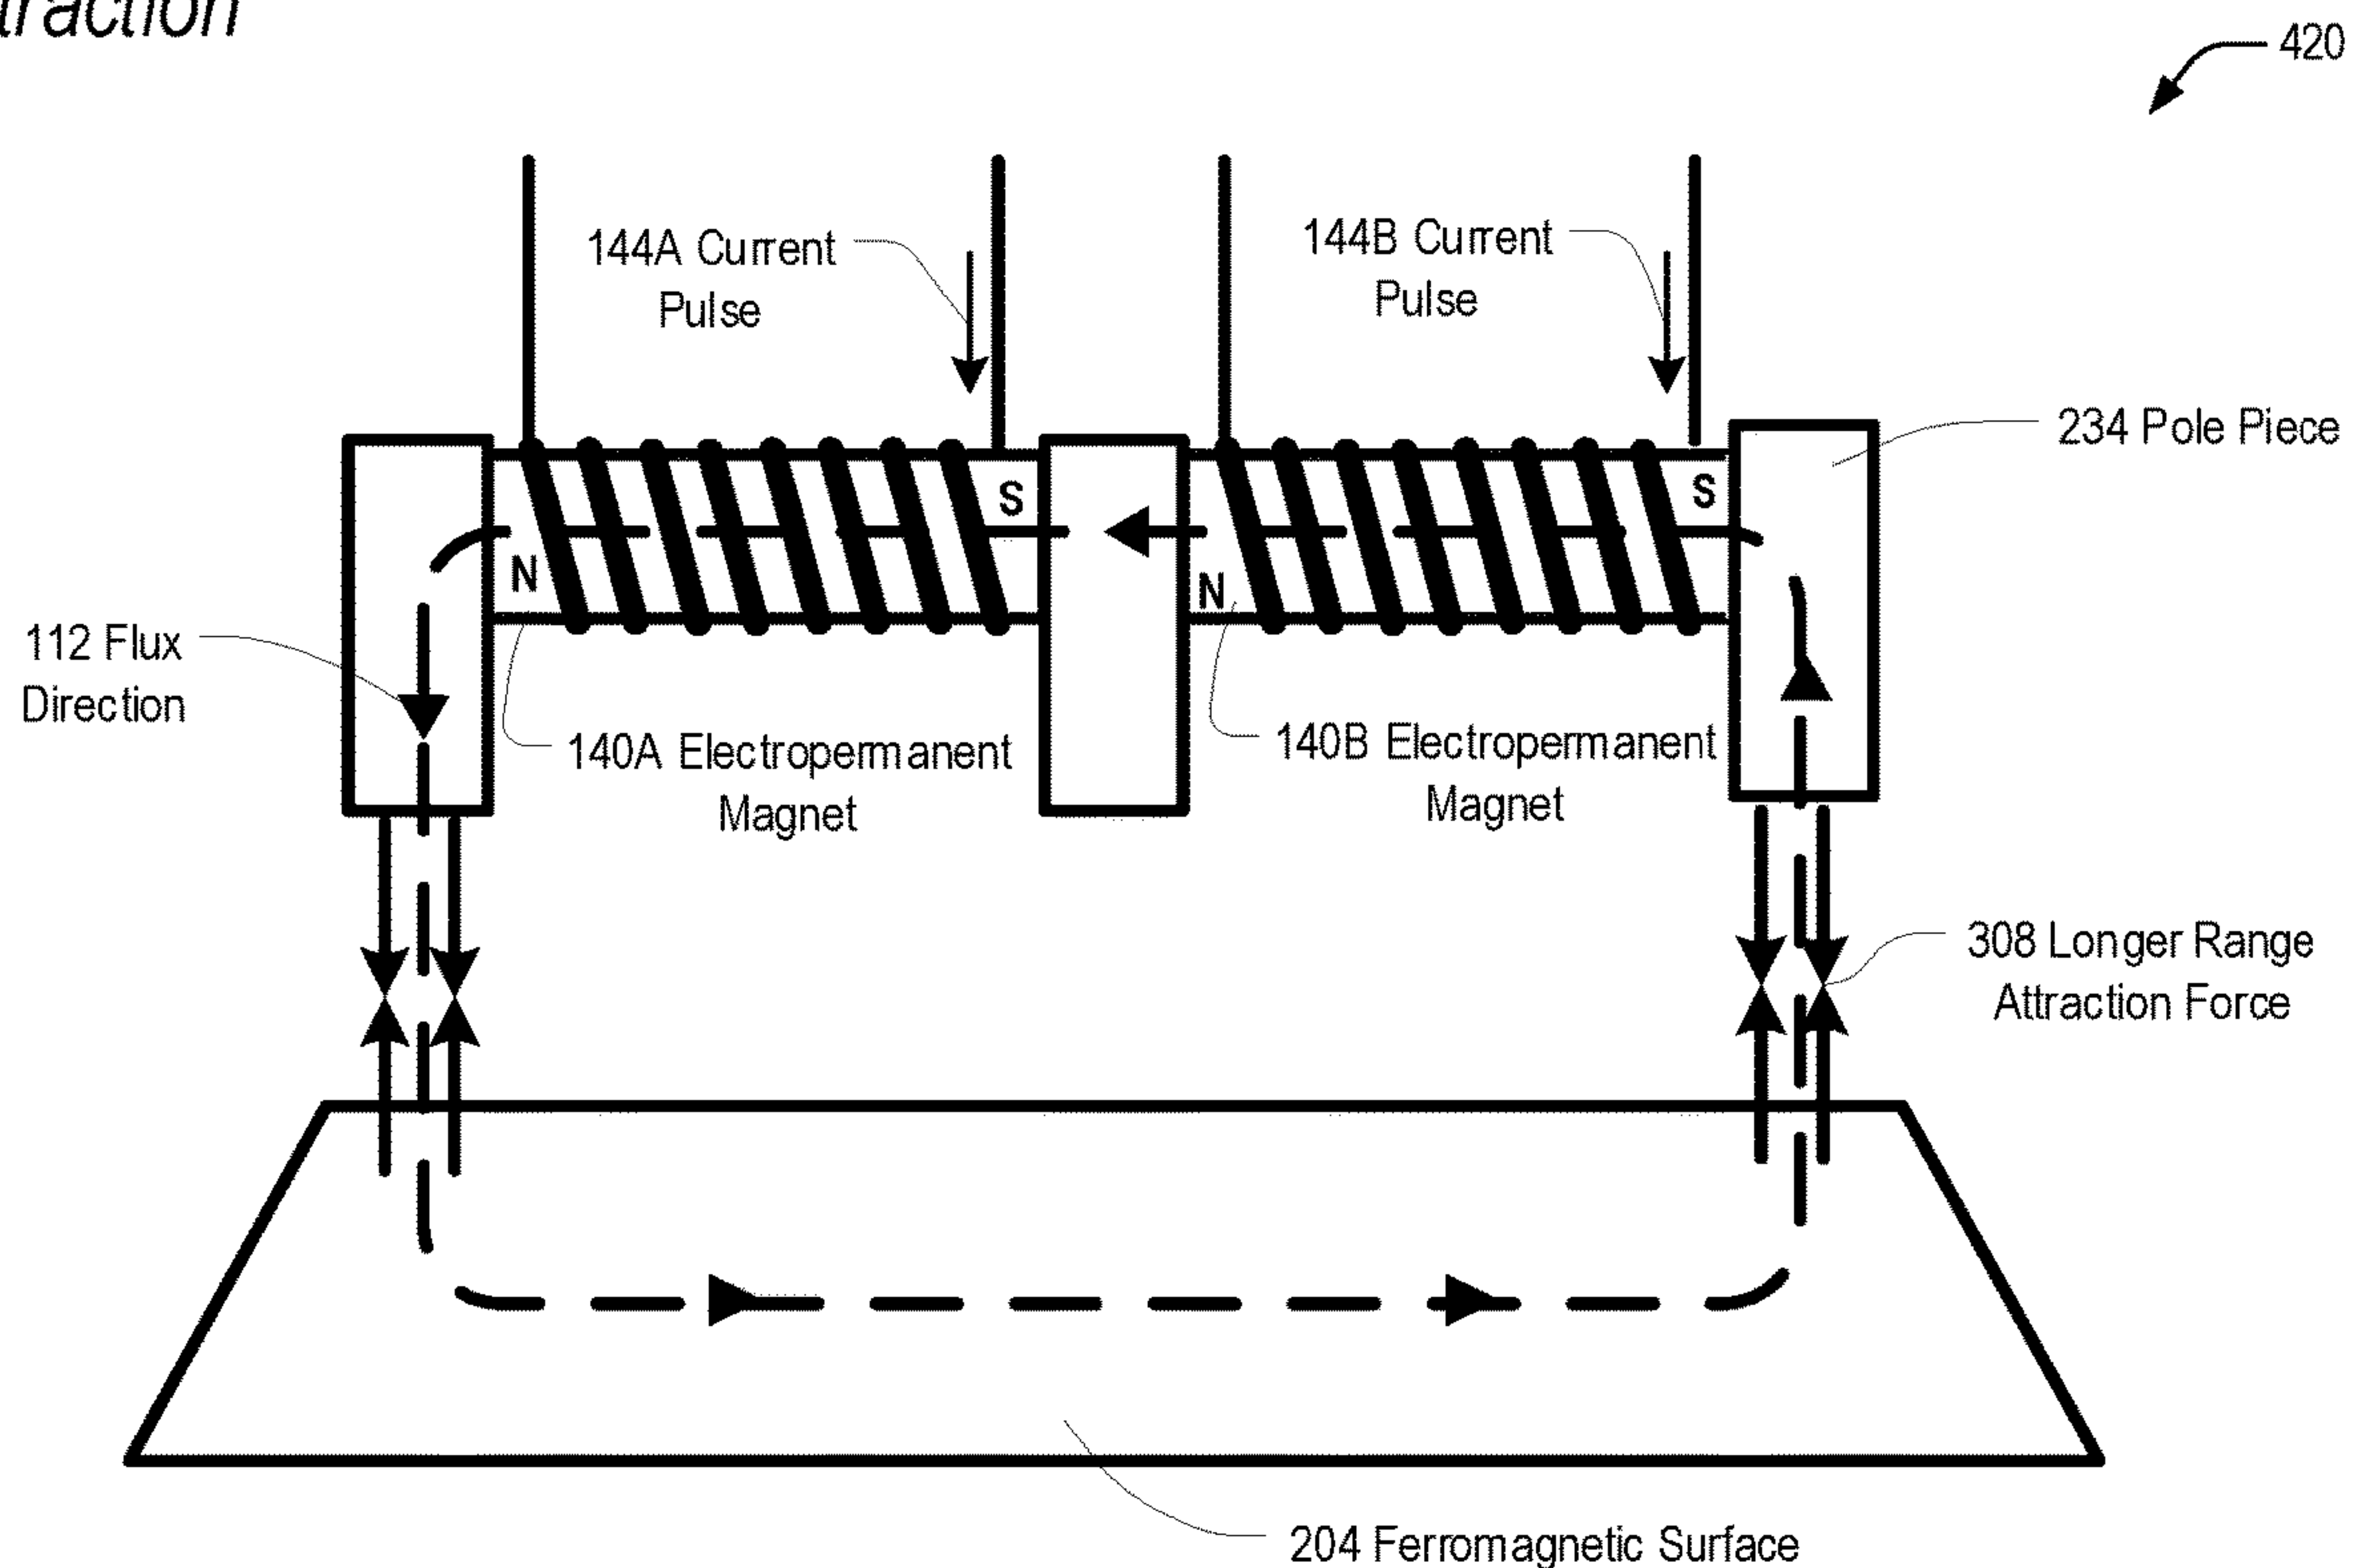 420
144A Current
Pulse
144B Current
Pulse
234 Pole Piece
S
S
N
N
112 Flux
Direction
140A Electropermanent
Magnet
140B Electropermanent
Magnet
308 Longer Range
Attraction Force
204 Ferromagnetic Surface